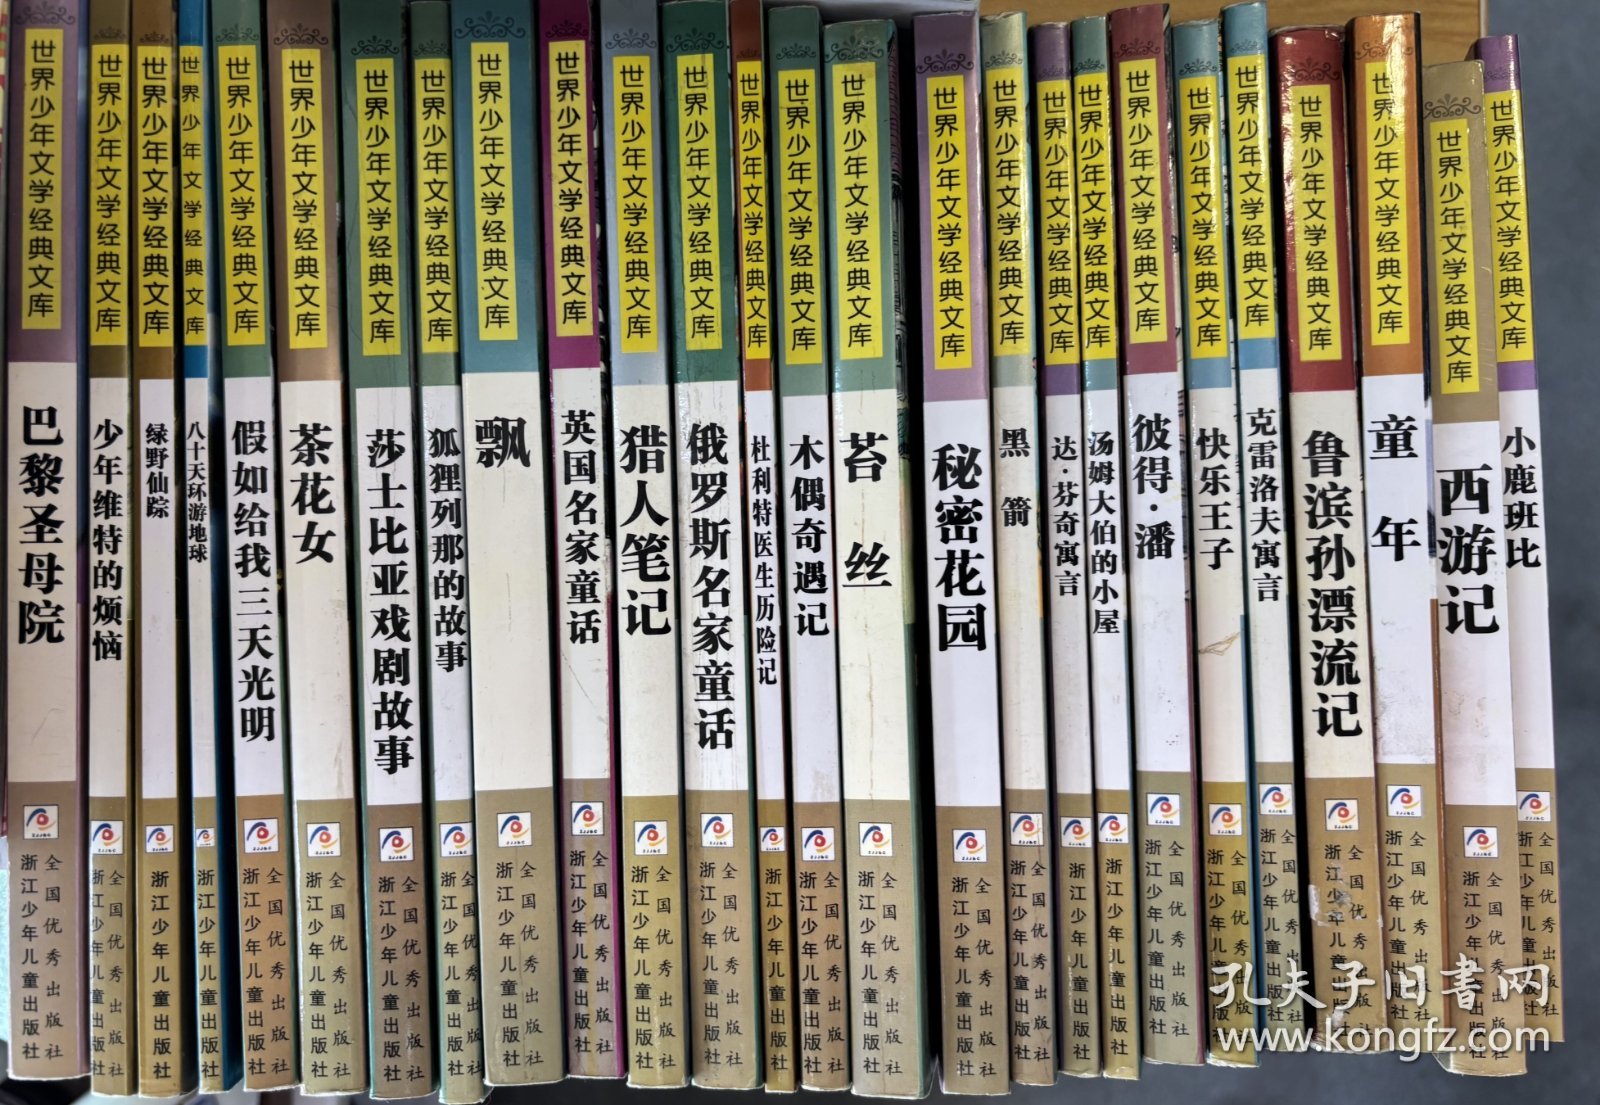 世界少年文学经典文库
巴黎圣母院
浙江少年儿童出版社
全国优秀出版社
世界少年文学经典文库
少年维特的烦恼
浙江少年儿童出版社
全国优秀出版社
世界少年文学经典文库
绿野仙踪
浙江少年儿童出版社
世界少年文学经典文库
八十天环游地球
浙江少年儿童出版社
世界少年文学经典文库
假如给我三天光明
浙江少年儿童出版社
全国优秀出版社
世界少年文学经典文库
茶花女
浙江少年儿童出版社
全国优秀出版社
世界少年文学经典文库
莎士比亚戏剧故事
浙江少年儿童出版社
全国优秀出版社
世界少年文学经典文库
狐狸列那的故事
浙江少年儿童出版社
全国优秀出版社
世界少年文学经典文库
飘
浙江少年儿童出版社
全国优秀出版社
世界少年文学经典文库
英国名家童话
浙江少年儿童出版社
全国优秀出版社
世界少年文学经典文库
猎人笔记
浙江少年儿童出版社
全国优秀出版社
世界少年文学经典文库
俄罗斯名家童话
浙江少年儿童出版社
全国优秀出版社
世界少年文学经典文库
杜利特医生历险记
浙江少年儿童出版社
世界少年文学经典文库
木偶奇遇记
浙江少年儿童出版社
全国优秀出版社
世界少年文学经典文库
苔丝
浙江少年儿童出版社
全国优秀出版社
世界少年文学经典文库
秘密花园
浙江少年儿童出版社
全国优秀出版社
世界少年文学经典文库
黑箭
浙江少年儿童出版社
全国优秀出版社
世界少年文学经典文库
达·芬奇寓言
浙江少年儿童出版社
世界少年文学经典文库
汤姆大伯的小屋
浙江少年儿童出版社
世界少年文学经典文库
彼得·潘
浙江少年儿童出版社
全国优秀出版社
世界少年文学经典文库
快乐王子
浙江少年儿童出版社
全国优秀出版社
世界少年文学经典文库
克雷洛夫寓言
浙江少年儿童出版社
全国优秀出版社
世界少年文学经典文库
鲁滨孙漂流记
浙江少年儿童出版社
全国优秀出版社
世界少年文学经典文库
童年
浙江少年儿童出版社
全国优秀出版社
世界少年文学经典文库
西游记
浙江少年儿童出版社
全国优秀出版社
世界少年文学经典文库
小鹿班比
浙江少年儿童出版社
全国优秀出版社
孔夫子旧书网
www.kongfz.com